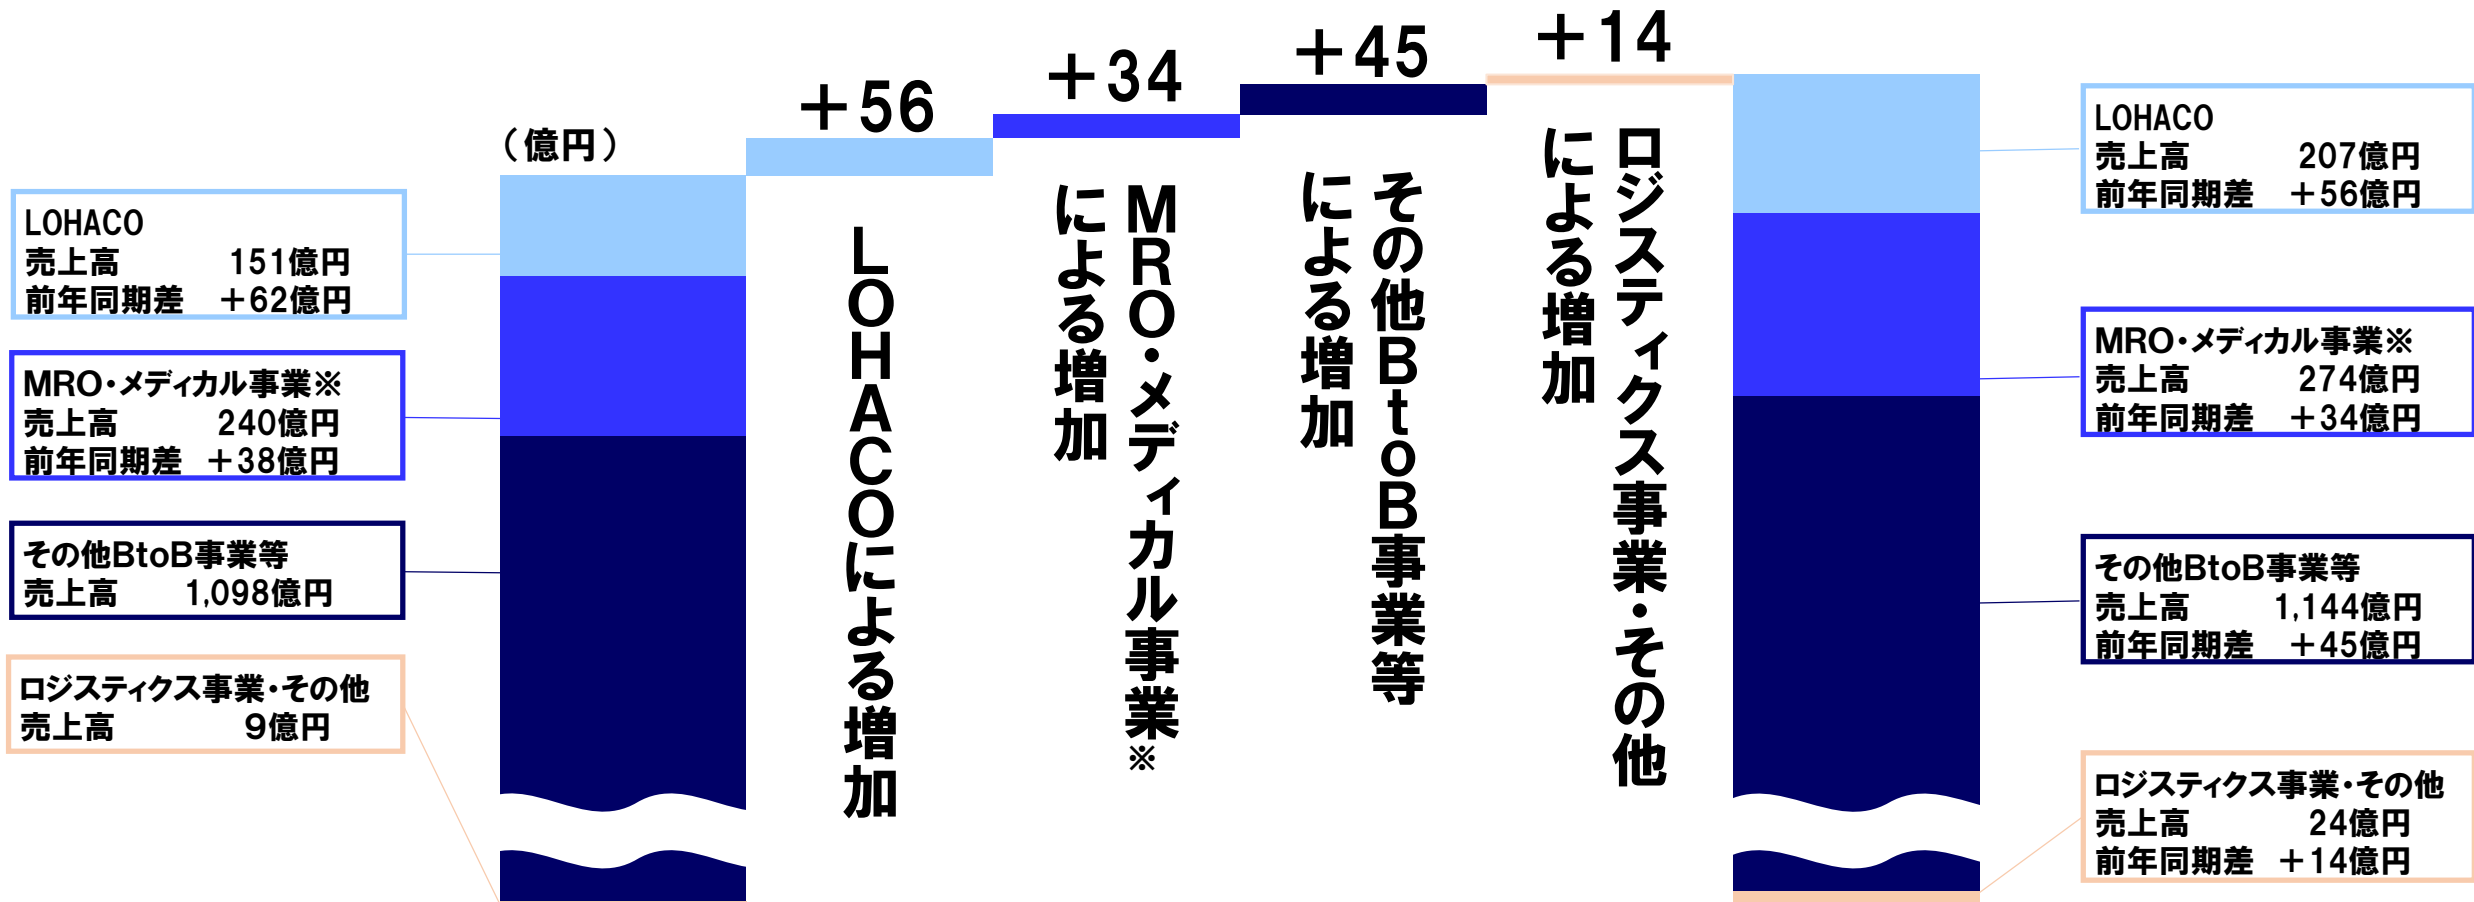 （億円）
LOHACO
売上高 151億円
前年同期差 ＋62億円
MRO・メディカル事業※
売上高 240億円
前年同期差 ＋38億円
その他BtoB事業等
売上高 1,098億円
ロジスティクス事業・その他
売上高 9億円
＋56
LOHACOによる増加
＋34
MRO・メディカル事業※
による増加
＋45
その他BtoB事業等
による増加
＋14
ロジスティクス事業・その他
による増加
LOHACO
売上高 207億円
前年同期差 ＋56億円
MRO・メディカル事業※
売上高 274億円
前年同期差 ＋34億円
その他BtoB事業等
売上高 1,144億円
前年同期差 ＋45億円
ロジスティクス事業・その他
売上高 24億円
前年同期差 ＋14億円